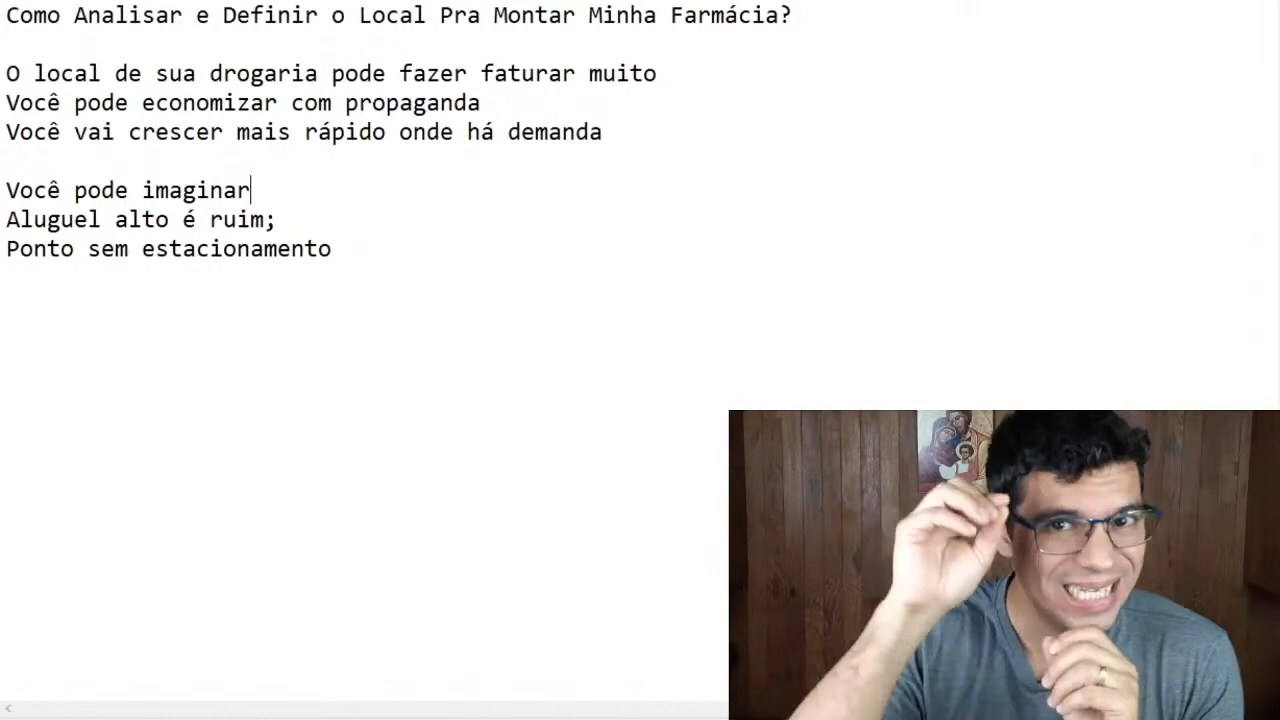 Como Analisar e Definir o Local Pra Montar Minha Farmácia?
O local de sua drogaria pode fazer faturar muito
Você pode economizar com propaganda
Você vai crescer mais rápido onde há demanda
Você pode imaginar
Aluguel alto é ruim;
Ponto sem estacionamento